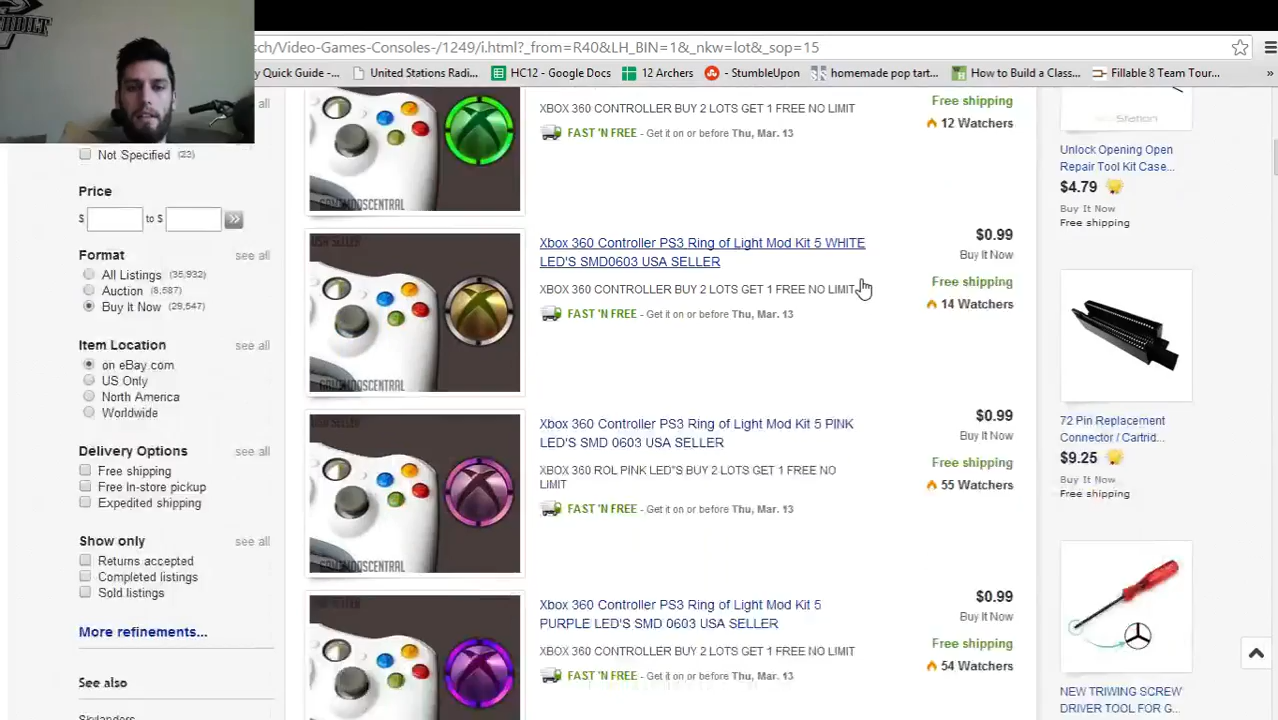 sch/Video-Games-Consoles-/1249/i.html?_from=R40&LH_BIN=1&_nkw=lot&_sop=15
y Quick Guide -... United Stations Radi... HC12 - Google Docs 12 Archers - StumbleUpon homemade pop tart... How to Build a Class... Fillable 8 Team Tour... »
all
Not Specified (23)
Price
$ to $ »
Format see all
All Listings (35,932)
Auction (8,587)
Buy It Now (29,547)
Item Location see all
on eBay.com
US Only
North America
Worldwide
Delivery Options see all
Free shipping
Free In-store pickup
Expedited shipping
Show only see all
Returns accepted
Completed listings
Sold listings
More refinements...
See also
Skylanders
GAMEMODSCENTRAL
XBOX 360 CONTROLLER BUY 2 LOTS GET 1 FREE NO LIMIT
FAST 'N FREE - Get it on or before Thu, Mar. 13
Free shipping
12 Watchers
USA SELLER
GAMEMODSCENTRAL
Xbox 360 Controller PS3 Ring of Light Mod Kit 5 WHITE
LED'S SMD0603 USA SELLER
XBOX 360 CONTROLLER BUY 2 LOTS GET 1 FREE NO LIMIT
FAST 'N FREE - Get it on or before Thu, Mar. 13
$0.99
Buy It Now
Free shipping
14 Watchers
GAMEMODSCENTRAL
Xbox 360 Controller PS3 Ring of Light Mod Kit 5 PINK
LED'S SMD 0603 USA SELLER
XBOX 360 ROL PINK LED'S BUY 2 LOTS GET 1 FREE NO
LIMIT
FAST 'N FREE - Get it on or before Thu, Mar. 13
$0.99
Buy It Now
Free shipping
55 Watchers
Xbox 360 Controller PS3 Ring of Light Mod Kit 5
PURPLE LED'S SMD 0603 USA SELLER
XBOX 360 CONTROLLER BUY 2 LOTS GET 1 FREE NO LIMIT
FAST 'N FREE - Get it on or before Thu, Mar. 13
$0.99
Buy It Now
Free shipping
54 Watchers
Station
Unlock Opening Open
Repair Tool Kit Case...
$4.79
Buy It Now
Free shipping
72 Pin Replacement
Connector / Cartrid...
$9.25
Buy It Now
Free shipping
NEW TRIWING SCREW
DRIVER TOOL FOR G...